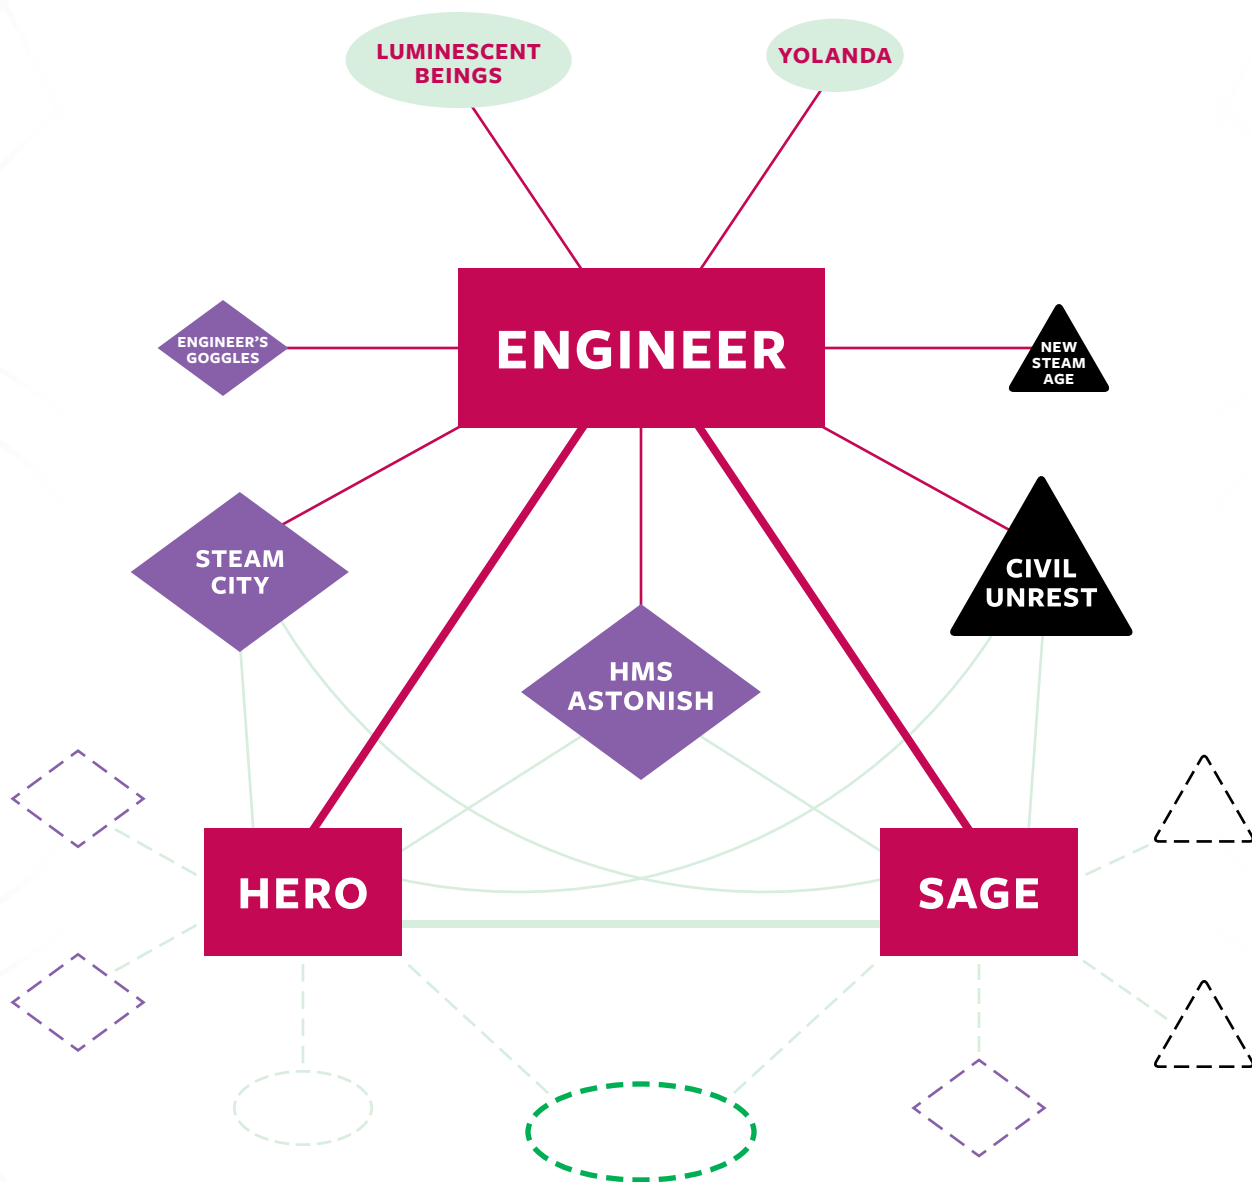 LUMINESCENT
BEINGS
YOLANDA
ENGINEER'S
GOGGLES
ENGINEER
NEW
STEAM
AGE
STEAM
CITY
CIVIL
UNREST
HMS
ASTONISH
HERO
SAGE